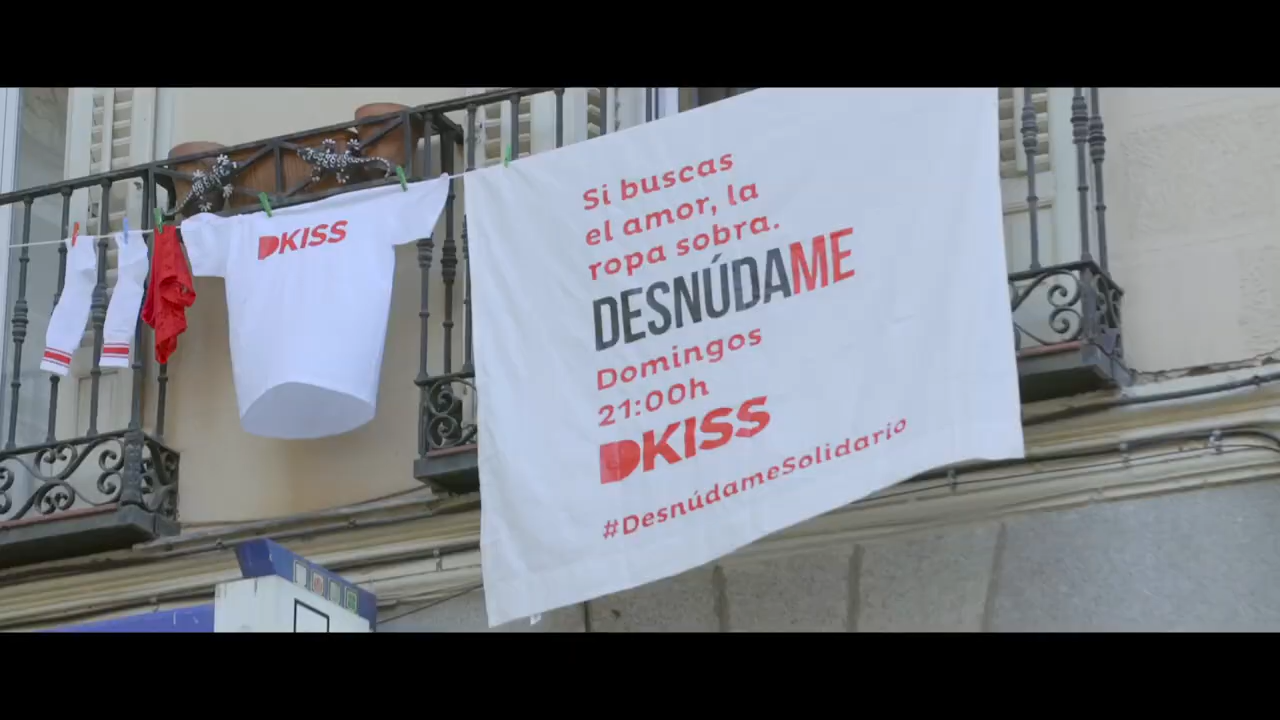 DKISS
Si buscas
el amor, la
ropa sobra.
DESNÚDAME
Domingos
21:00h
DKISS
#DesnúdameSolidario